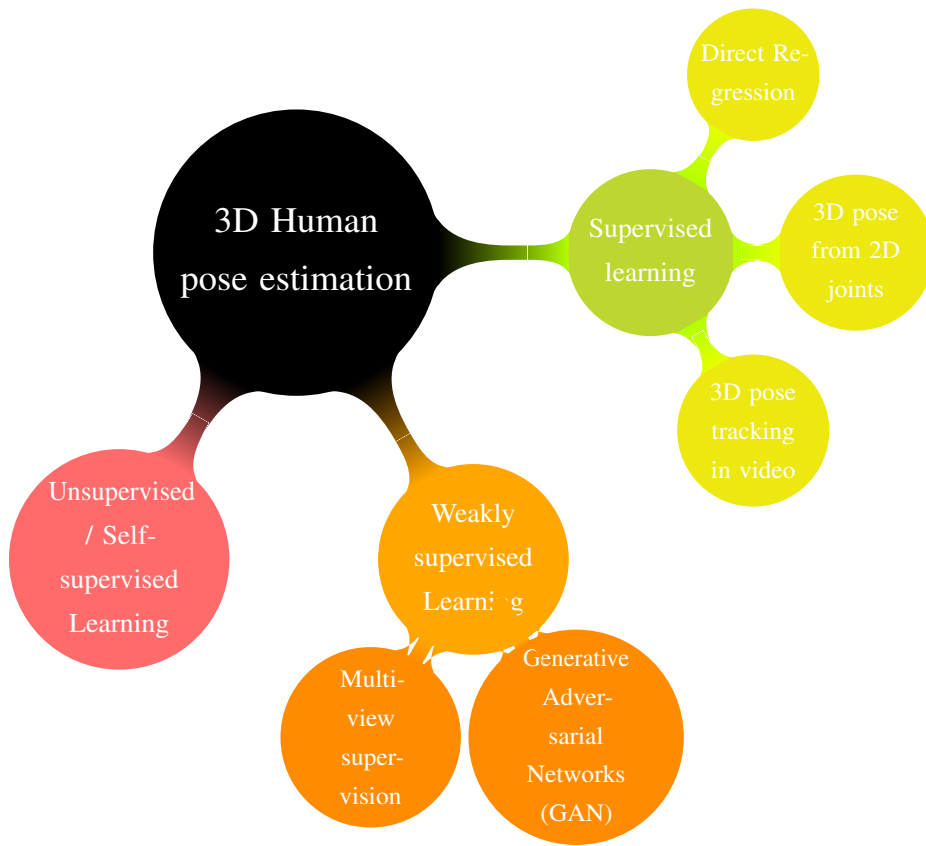 3D Human
pose estimation
Supervised
learning
Direct Re-
gression
3D pose
from 2D
joints
3D pose
tracking
in video
Weakly
supervised
Learning
Generative
Adver-
sarial
Networks
(GAN)
Multi-
view
super-
vision
Unsupervised
/ Self-
supervised
Learning